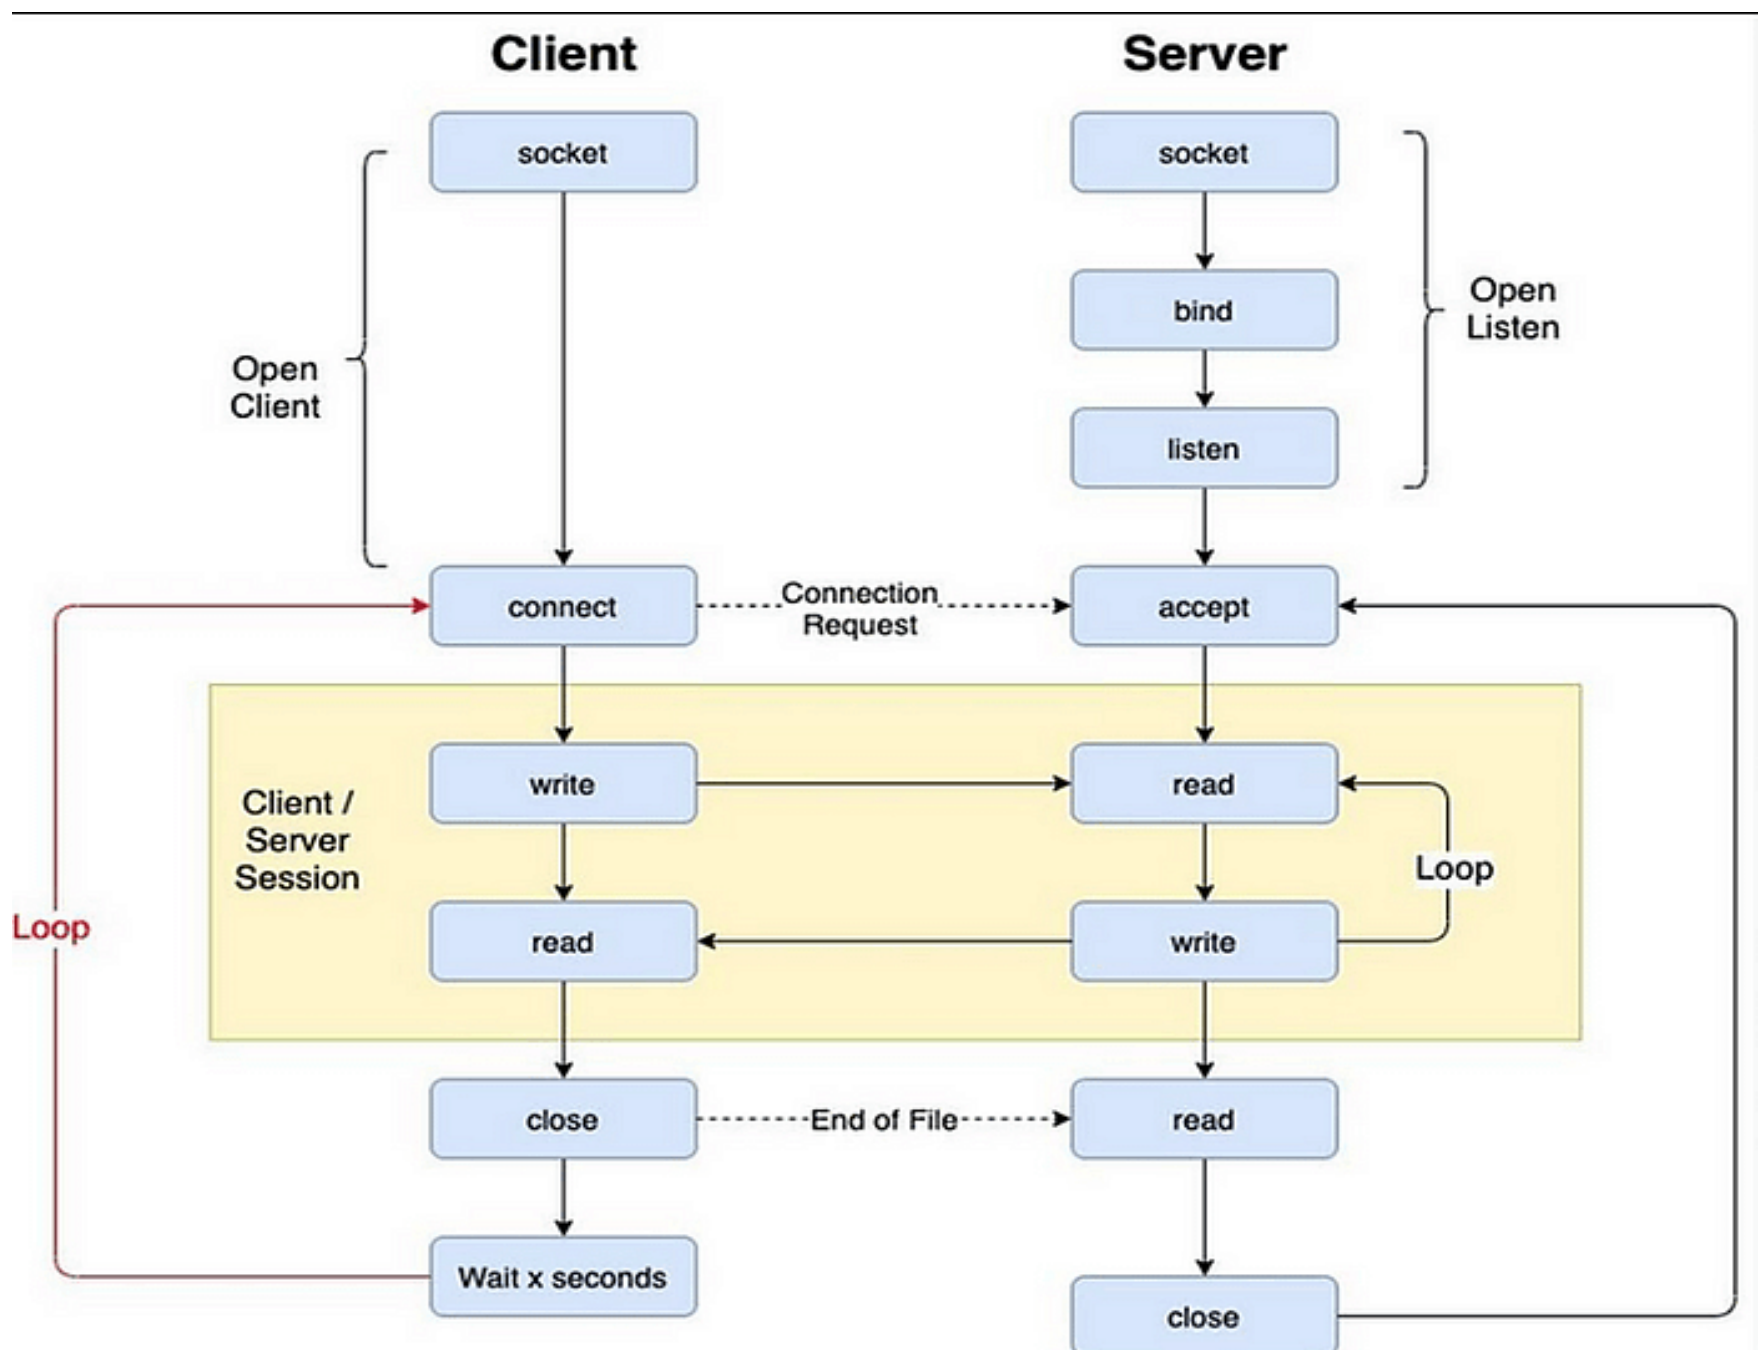 Client
Server
socket
socket
bind
Open
Listen
Open
Client
listen
connect
Connection
Request
accept
write
read
Client /
Server
Session
Loop
Loop
read
write
close
End of File
read
Wait x seconds
close